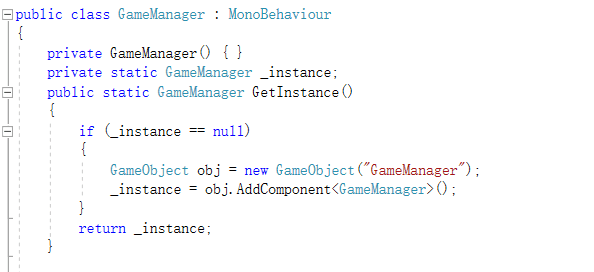 public class GameManager : MonoBehaviour
{
private GameManager() { }
private static GameManager _instance;
public static GameManager GetInstance()
{
if (_instance == null)
{
GameObject obj = new GameObject("GameManager");
_instance = obj.AddComponent<GameManager>();
}
return _instance;
}